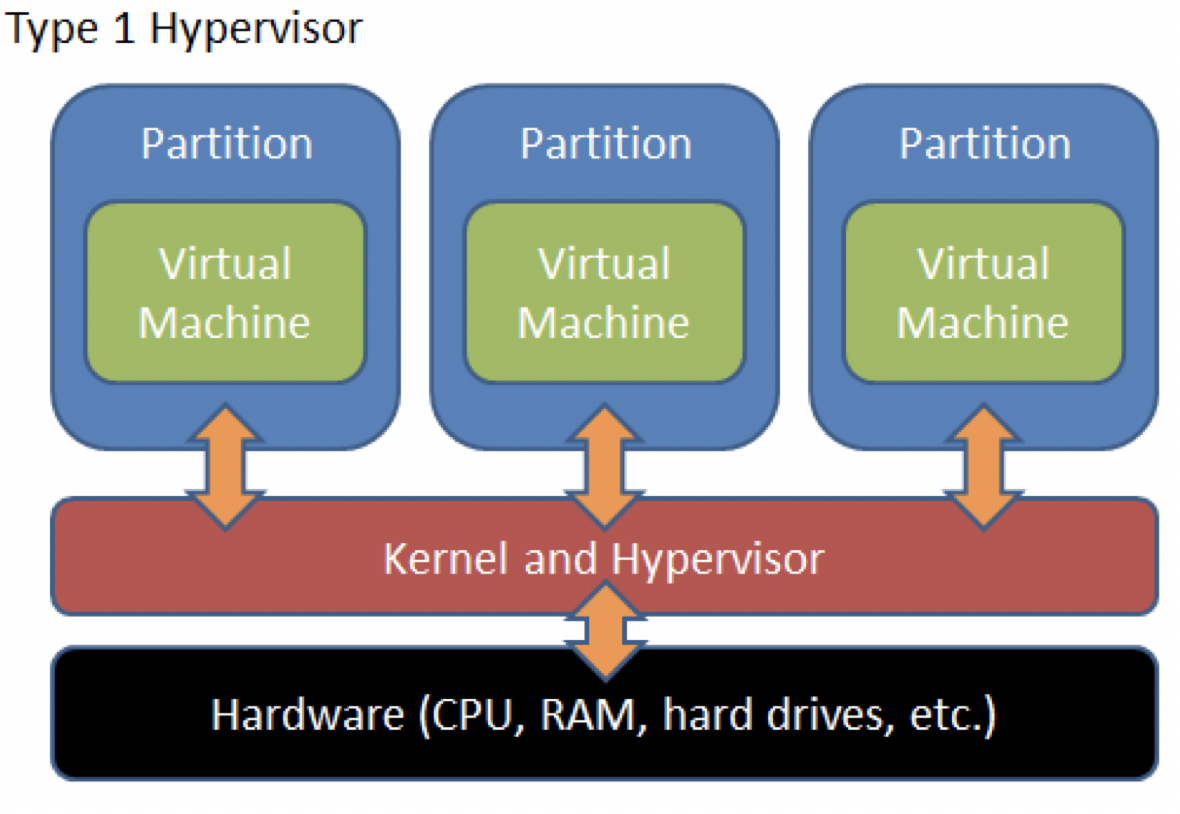 Type 1 Hypervisor
Partition
Virtual
Machine
Partition
Virtual
Machine
Partition
Virtual
Machine
Kernel and Hypervisor
Hardware (CPU, RAM, hard drives, etc.)